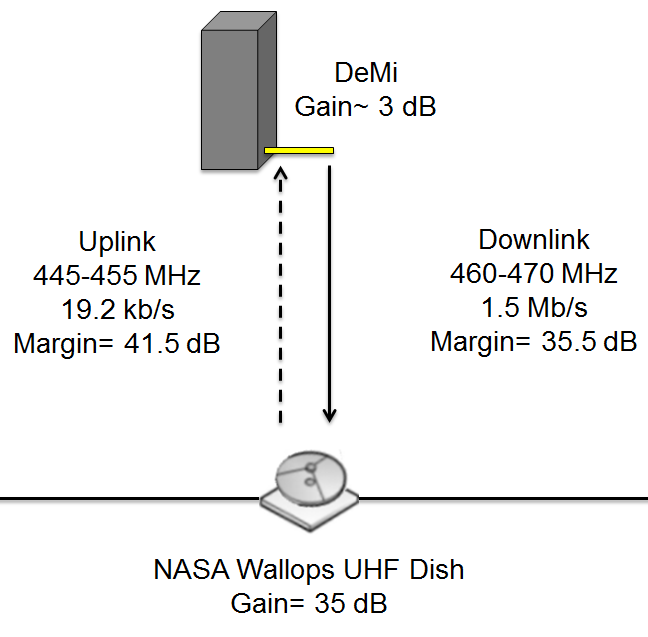 DeMi
Gain~ 3 dB
Uplink
445-455 MHz
19.2 kb/s
Margin= 41.5 dB
Downlink
460-470 MHz
1.5 Mb/s
Margin= 35.5 dB
NASA Wallops UHF Dish
Gain= 35 dB